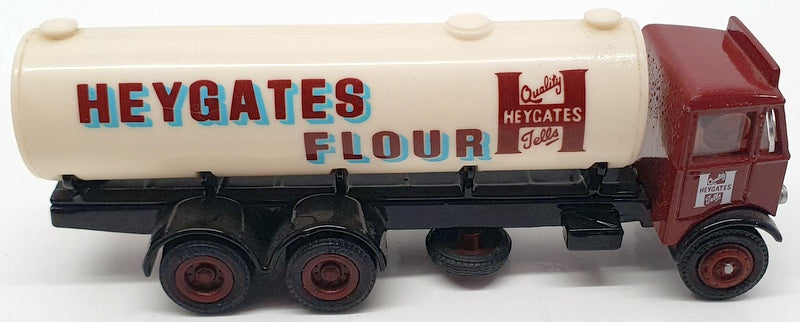 HEYGATES
FLOUR
Quality
HEYGATES
Tells
Quality
HEYGATES
Tells